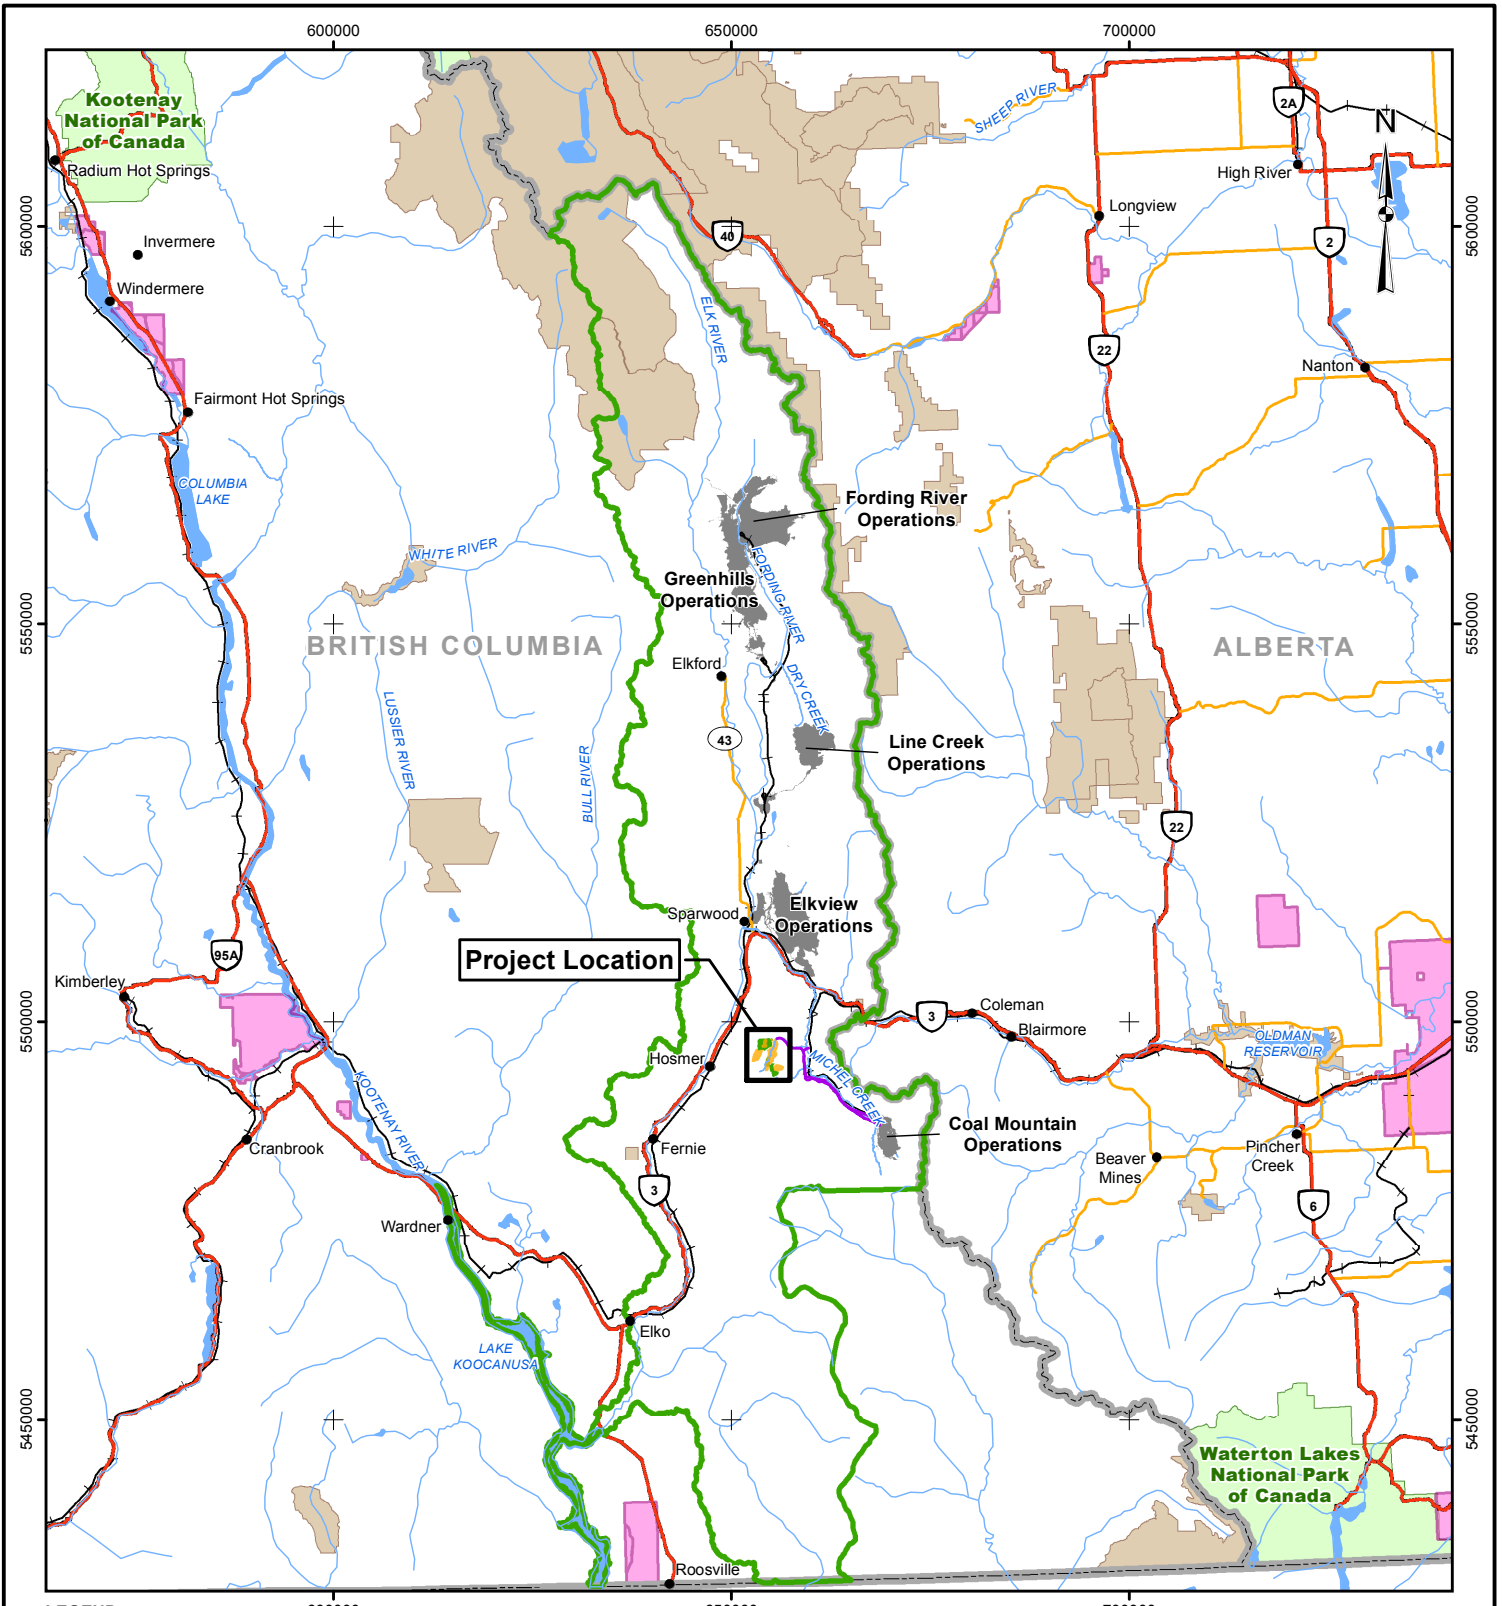 600000
650000
700000
Kootenay
National Park
of Canada
Radium Hot Springs
SHEEP RIVER
2A
N
High River
Longview
5600000
5600000
Invermere
40
2
Windermere
ELK RIVER
22
Nanton
Fairmont Hot Springs
COLUMBIA
LAKE
Fording River
Operations
WHITE RIVER
FORDING RIVER
Greenhills
Operations
5550000
5550000
BRITISH COLUMBIA
ALBERTA
Elkford
DRY CREEK
LUSSIER RIVER
43
Line Creek
Operations
BULL RIVER
22
Elkview
Operations
Sparwood
95A
Project Location
Kimberley
Coleman
3
Blairmore
5500000
5500000
OLDMAN
RESERVOIR
Hosmer
MICHEL CREEK
KOOTENAY RIVER
Coal Mountain
Operations
Cranbrook
Fernie
Beaver
Mines
Pincher
Creek
3
6
Wardner
Elko
LAKE
KOOCANUSA
5450000
5450000
Waterton Lakes
National Park
of Canada
Roosville